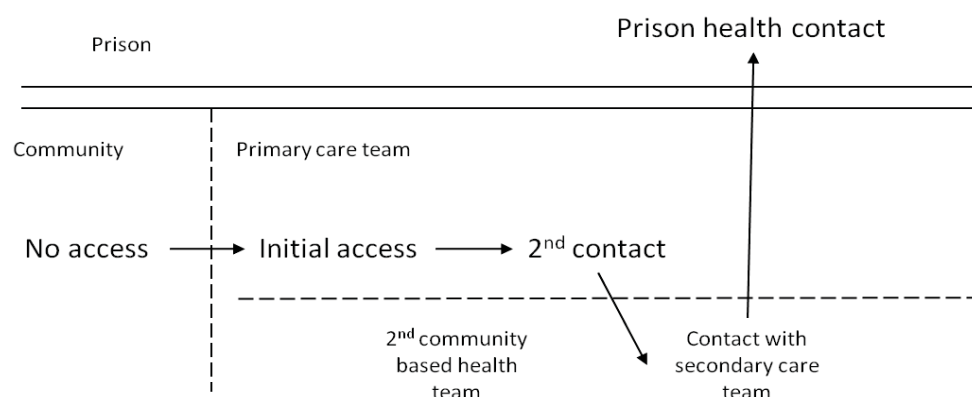 Prison health contact
Prison
Community
Primary care team
No access
Initial access
2nd contact
2nd community
based health
team
Contact with
secondary care
team